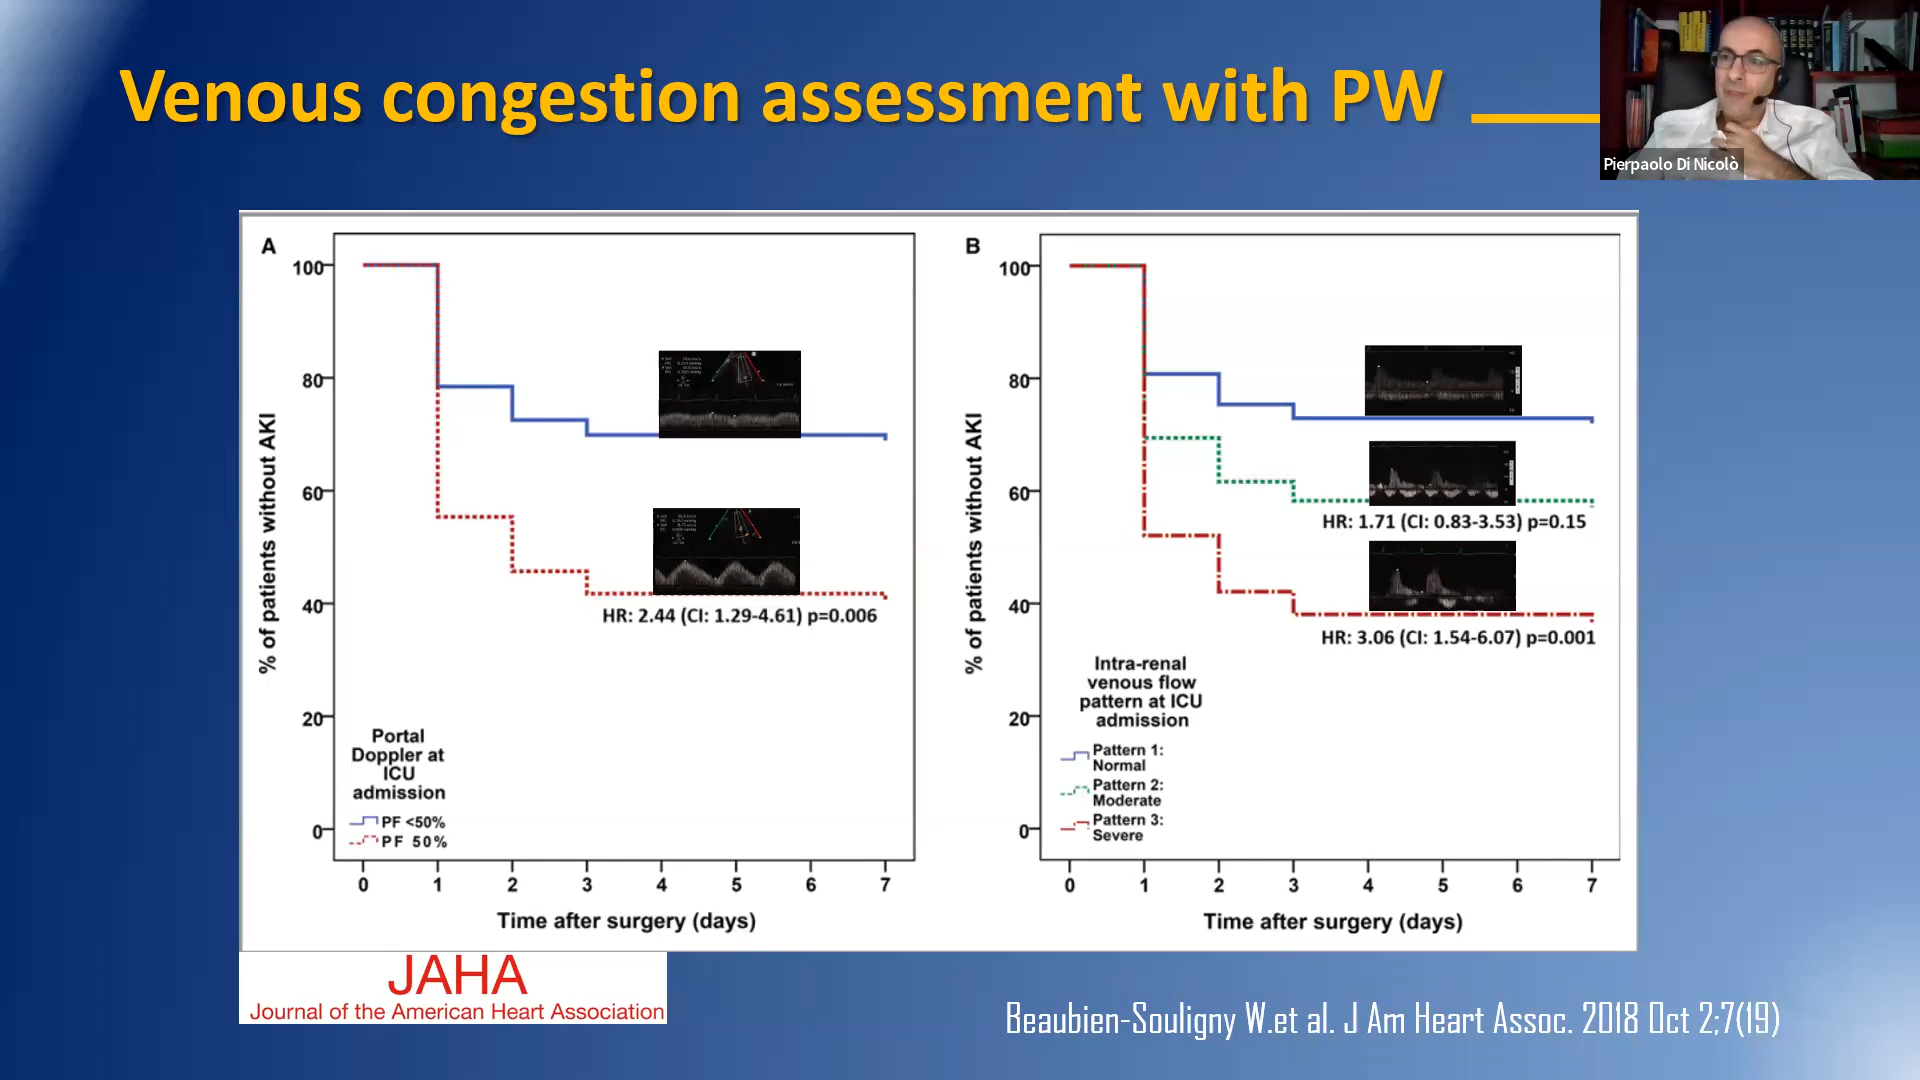 Venous congestion assessment with PW
Pierpaolo Di Nicolò
A
100
80
60
40
20
0
% of patients without AKI
HR: 2.44 (CI: 1.29-4.61) p=0.006
Portal
Doppler at
ICU
admission
PF <50%
PF 50%
0 1 2 3 4 5 6 7
Time after surgery (days)
B
100
80
60
40
20
0
% of patients without AKI
HR: 1.71 (CI: 0.83-3.53) p=0.15
HR: 3.06 (CI: 1.54-6.07) p=0.001
Intra-renal
venous flow
pattern at ICU
admission
Pattern 1:
Normal
Pattern 2:
Moderate
Pattern 3:
Severe
0 1 2 3 4 5 6 7
Time after surgery (days)
JAHA
Journal of the American Heart Association
Beaubien-Souligny W.et al. J Am Heart Assoc. 2018 Oct 2;7(19)